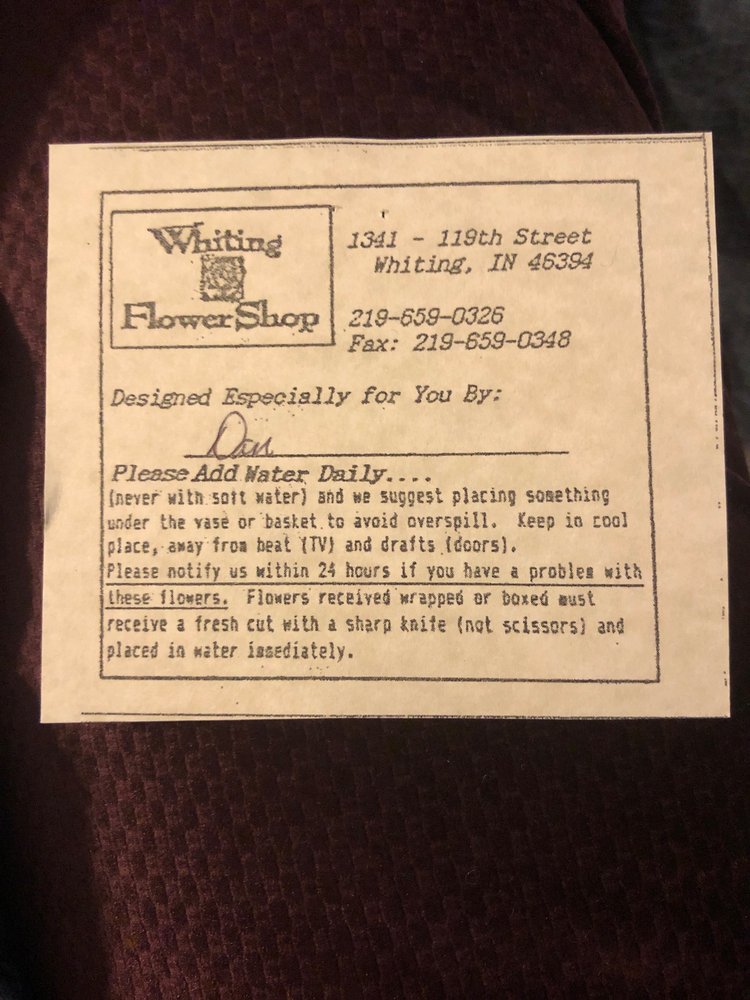 Whiting
Flower Shop
1341 - 119th Street
Whiting, IN 46394
219-659-0326
Fax: 219-659-0348
Designed Especially for You By:
Dan
Please Add Water Daily....
(never with soft water) and we suggest placing something
under the vase or basket to avoid overspill. Keep in cool
place, away from heat (TV) and drafts (doors).
Please notify us within 24 hours if you have a problem with
these flowers. Flowers received wrapped or boxed must
receive a fresh cut with a sharp knife (not scissors) and
placed in water immediately.